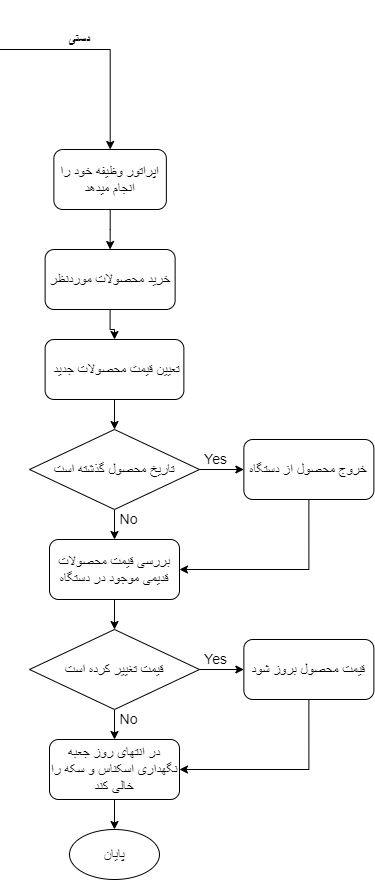 دستی
اپراتور وظیفه خود را
انجام میدهد
خرید محصولات موردنظر
تعیین قیمت محصولات جدید
تاریخ محصول گذشته است
Yes
خروج محصول از دستگاه
No
بررسی قیمت محصولات
قدیمی موجود در دستگاه
قیمت تغییر کرده است
Yes
قیمت محصول بروز شود
No
در انتهای روز جعبه
نگهداری اسکناس و سکه را
خالی کند
پایان